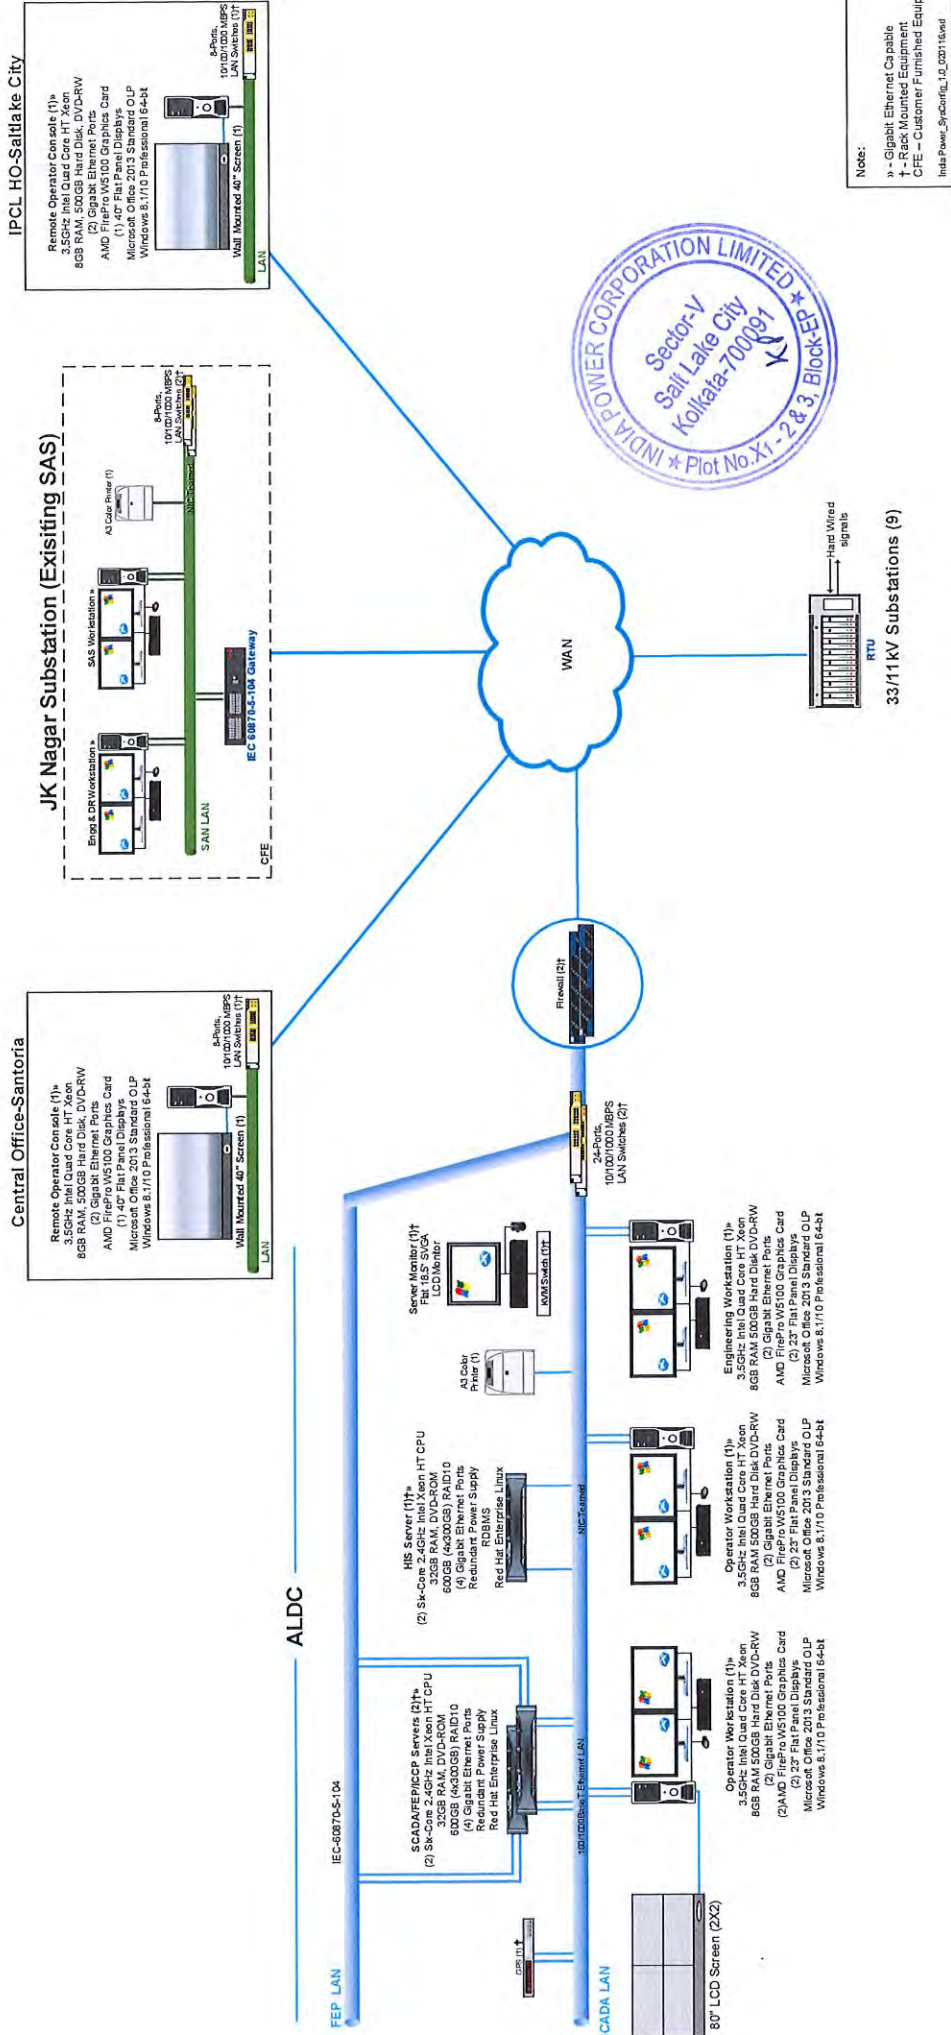 Central Office-Santoria
Remote Operator Console (1)»
3.5GHz Intel Quad Core HT Xeon
8GB RAM, 500GB Hard Disk, DVD-RW
(2) Gigabit Ethernet Ports
AMD FirePro W5100 Graphics Card
(1) 40" Flat Panel Displays
Microsoft Office 2013 Standard OLP
Windows 8.1/10 Professional 64-bit
8-Ports,
10/100/1000 MBPS
LAN Switches (1)†
Wall Mounted 40" Screen (1)
LAN
JK Nagar Substation (Exisiting SAS)
Engg & DR Workstation »
SAS Workstation »
A3 Color Printer (1)
8-Ports,
10/100/1000 MBPS
LAN Switches (2)†
NIC Teamed
SAN LAN
IEC 60870-5-104 Gateway
CFE
IPCL HO-Saltlake City
Remote Operator Console (1)»
3.5GHz Intel Quad Core HT Xeon
8GB RAM, 500GB Hard Disk, DVD-RW
(2) Gigabit Ethernet Ports
AMD FirePro W5100 Graphics Card
(1) 40" Flat Panel Displays
Microsoft Office 2013 Standard OLP
Windows 8.1/10 Professional 64-bit
8-Ports,
10/100/1000 MBPS
LAN Switches (1)†
Wall Mounted 40" Screen (1)
LAN
ALDC
FEP LAN
IEC-60870-5-104
GPS (1)†
SCADA/FEP/ICCP Servers (2)†»
(2) Six-Core 2.4GHz Intel Xeon HT CPU
32GB RAM, DVD-ROM
600GB (4x300GB) RAID10
(4) Gigabit Ethernet Ports
Redundant Power Supply
Red Hat Enterprise Linux
HIS Server (1)†»
(2) Six-Core 2.4GHz Intel Xeon HT CPU
32GB RAM, DVD-ROM
600GB (4x300GB) RAID10
(4) Gigabit Ethernet Ports
Redundant Power Supply
RDBMS
Red Hat Enterprise Linux
A3 Color
Printer (1)
Server Monitor (1)†
Flat 18.5" SVGA
LCD Monitor
KVM Switch (1)†
CADA LAN
100/1000BaseT Ethernet LAN
NIC Teamed
24-Ports,
10/100/1000 MBPS
LAN Switches (2)†
Firewall (2)†
WAN
80" LCD Screen (2X2)
Operator Workstation (1)»
3.5GHz Intel Quad Core HT Xeon
8GB RAM 500GB Hard Disk DVD-RW
(2) Gigabit Ethernet Ports
(2)AMD FirePro W5100 Graphics Card
(2) 23" Flat Panel Displays
Microsoft Office 2013 Standard OLP
Windows 8.1/10 Professional 64-bit
Operator Workstation (1)»
3.5GHz Intel Quad Core HT Xeon
8GB RAM 500GB Hard Disk DVD-RW
(2) Gigabit Ethernet Ports
AMD FirePro W5100 Graphics Card
(2) 23" Flat Panel Displays
Microsoft Office 2013 Standard OLP
Windows 8.1/10 Professional 64-bit
Engineering Workstation (1)»
3.5GHz Intel Quad Core HT Xeon
8GB RAM 500GB Hard Disk DVD-RW
(2) Gigabit Ethernet Ports
AMD FirePro W5100 Graphics Card
(2) 23" Flat Panel Displays
Microsoft Office 2013 Standard OLP
Windows 8.1/10 Professional 64-bit
Hard Wired
signals
RTU
33/11 kV Substations (9)
INDIA POWER CORPORATION LIMITED
★ Plot No.X1 - 2 & 3, Block-EP ★
Sector-V
Salt Lake City
Kolkata-700091
Note:
» - Gigabit Ethernet Capable
† - Rack Mounted Equipment
CFE – Customer Furnished Equip
IndiaPower_SysConfig_1.0_020116.vsd